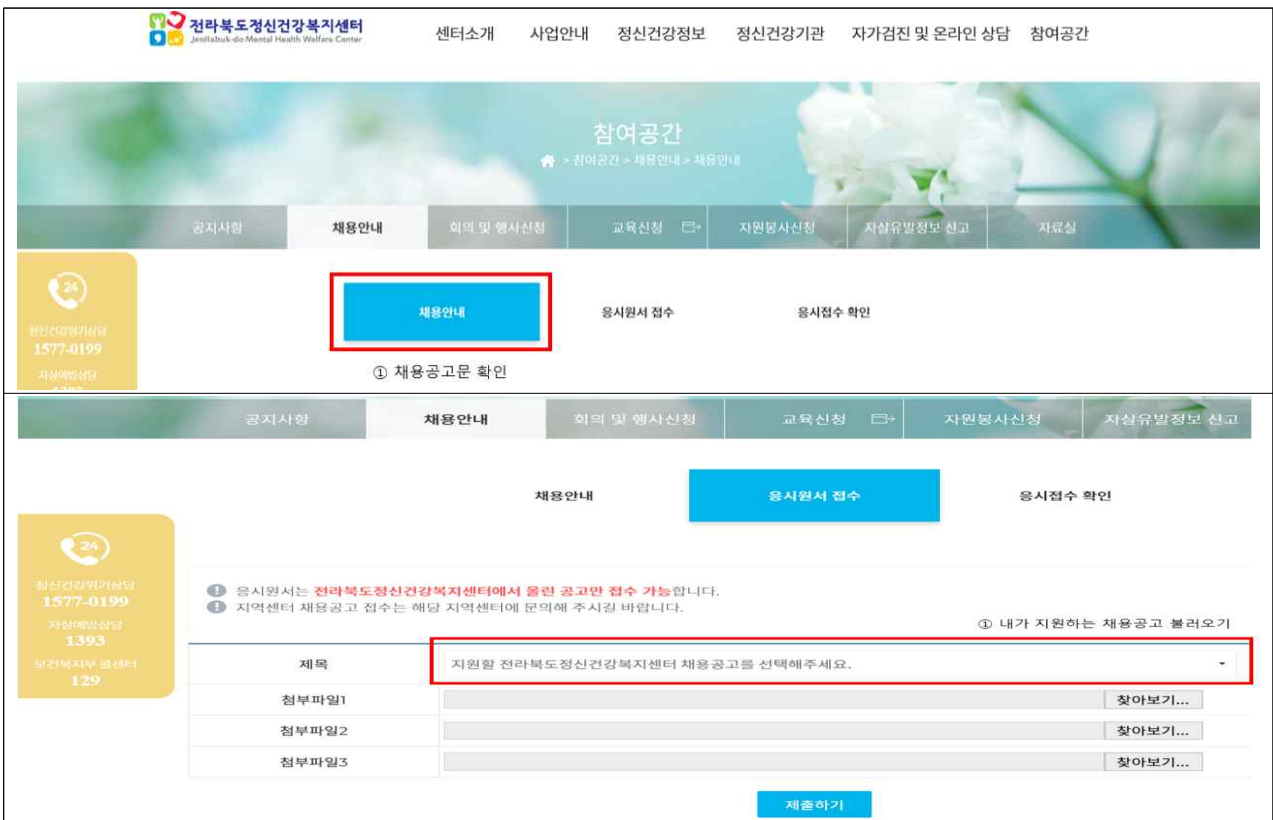 전라북도정신건강복지센터
Jeollabuk-do Mental Health Welfare Center
센터소개 사업안내 정신건강정보 정신건강기관 자가검진 및 온라인 상담 참여공간
참여공간
> 참여공간 > 채용안내 > 채용안내
공지사항 채용안내 회의 및 행사신청 교육신청 자원봉사신청 자살유발정보 신고 자료실
24
정신건강위기상담
1577-0199
자살예방상담
1393
채용안내 응시원서 접수 응시접수 확인
① 채용공고문 확인
공지사항 채용안내 회의 및 행사신청 교육신청 자원봉사신청 자살유발정보 신고
채용안내 응시원서 접수 응시접수 확인
24
정신건강위기상담
1577-0199
자살예방상담
1393
보건복지부 콜센터
129
응시원서는 전라북도정신건강복지센터에서 올린 공고만 접수 가능합니다.
지역센터 채용공고 접수는 해당 지역센터에 문의해 주시길 바랍니다.
① 내가 지원하는 채용공고 불러오기
제목 지원할 전라북도정신건강복지센터 채용공고를 선택해주세요.
첨부파일1 찾아보기...
첨부파일2 찾아보기...
첨부파일3 찾아보기...
제출하기